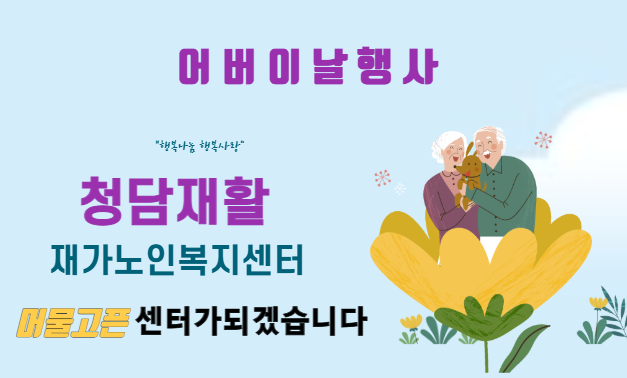 어버이날행사
"행복나눔 행복사랑"
청담재활
재가노인복지센터
머물고픈 센터가되겠습니다